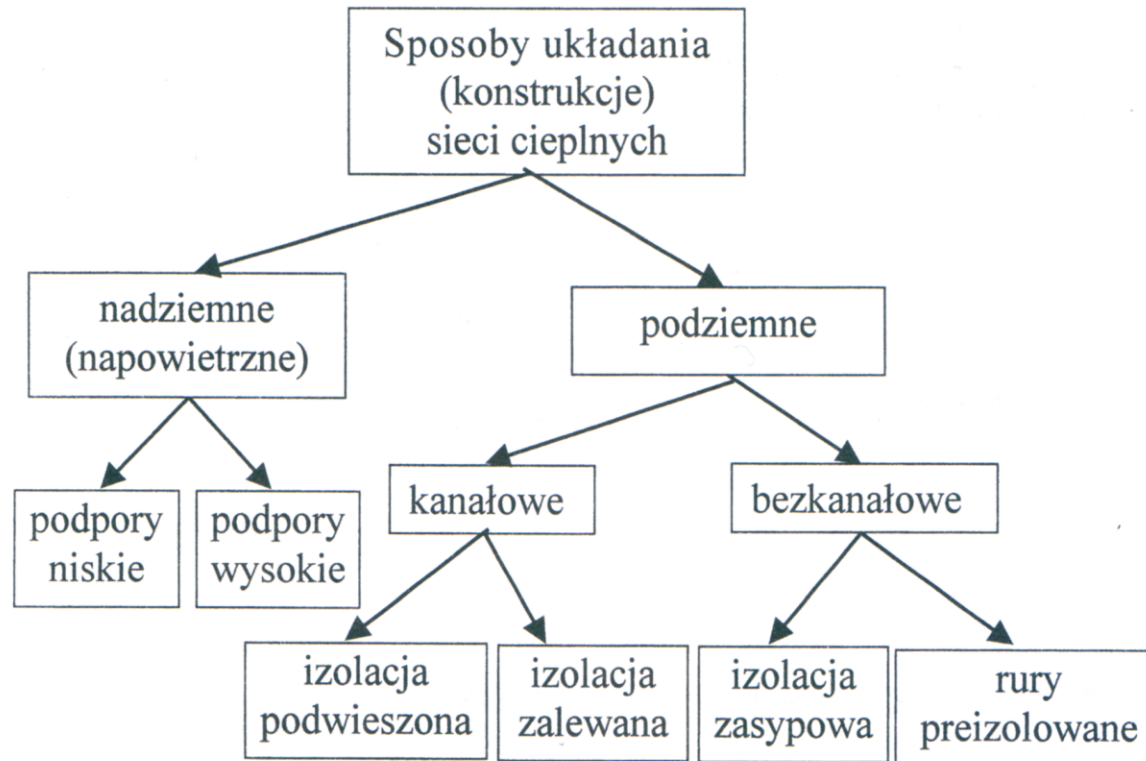 Sposoby układania
(konstrukcje)
sieci cieplnych
nadziemne
(napowietrzne)
podziemne
podpory
niskie
podpory
wysokie
kanałowe
bezkanałowe
izolacja
podwieszona
izolacja
zalewana
izolacja
zasypowa
rury
preizolowane